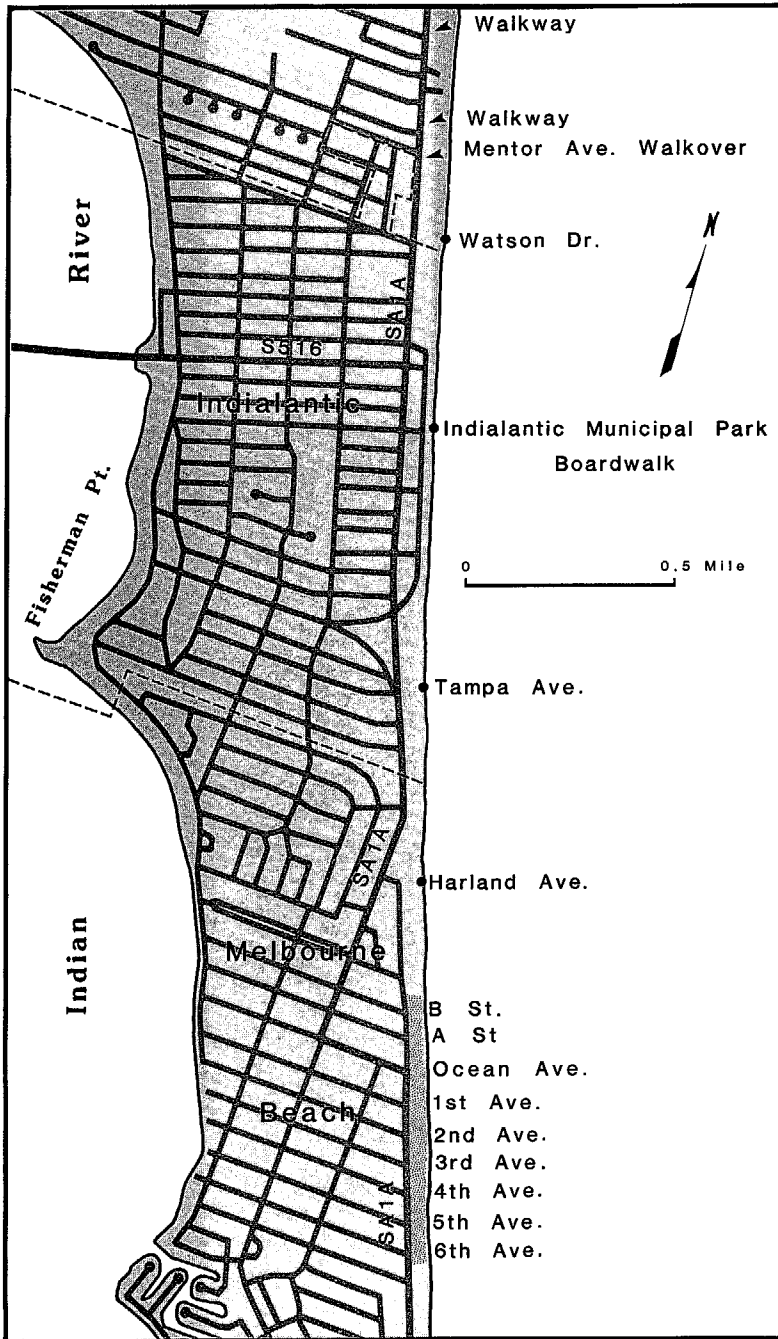 Walkway
Walkway
Mentor Ave. Walkover
N
River
Watson Dr.
SA1A
S516
Indialantic
Indialantic Municipal Park
Boardwalk
Fisherman Pt.
0 0.5 Mile
Tampa Ave.
SA1A
Harland Ave.
Indian
Melbourne
B St.
A St
Ocean Ave.
1st Ave.
Beach
2nd Ave.
3rd Ave.
4th Ave.
SA1A
5th Ave.
6th Ave.